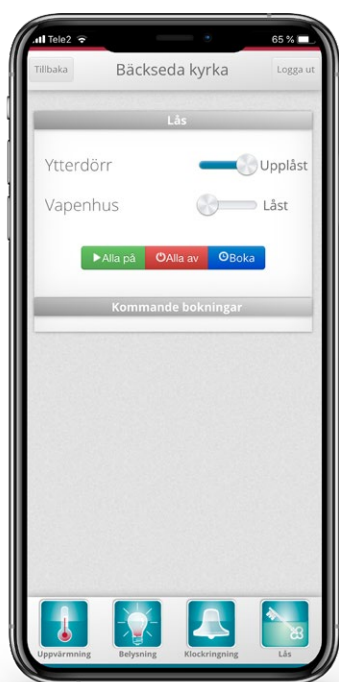 Tele2
65 %
Tillbaka
Bäckseda kyrka
Logga ut
Lås
Ytterdörr
Upplåst
Vapenhus
Låst
Alla på
Alla av
Boka
Kommande bokningar
Uppvärmning
Belysning
Klockringning
Lås